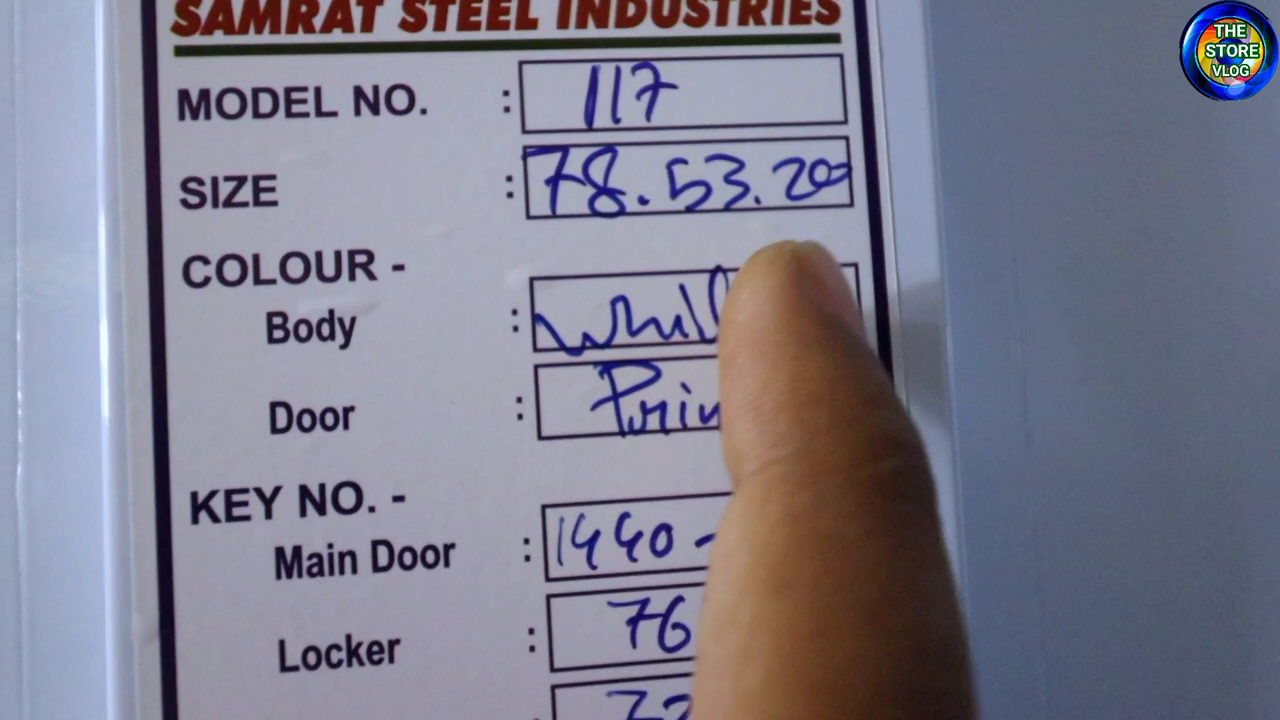 SAMRAT STEEL INDUSTRIES
MODEL NO. : 117
SIZE : 78.53.200
COLOUR -
Body :
Door :
KEY NO. -
Main Door : 1440 -
Locker : 76
THE
STORE
VLOG